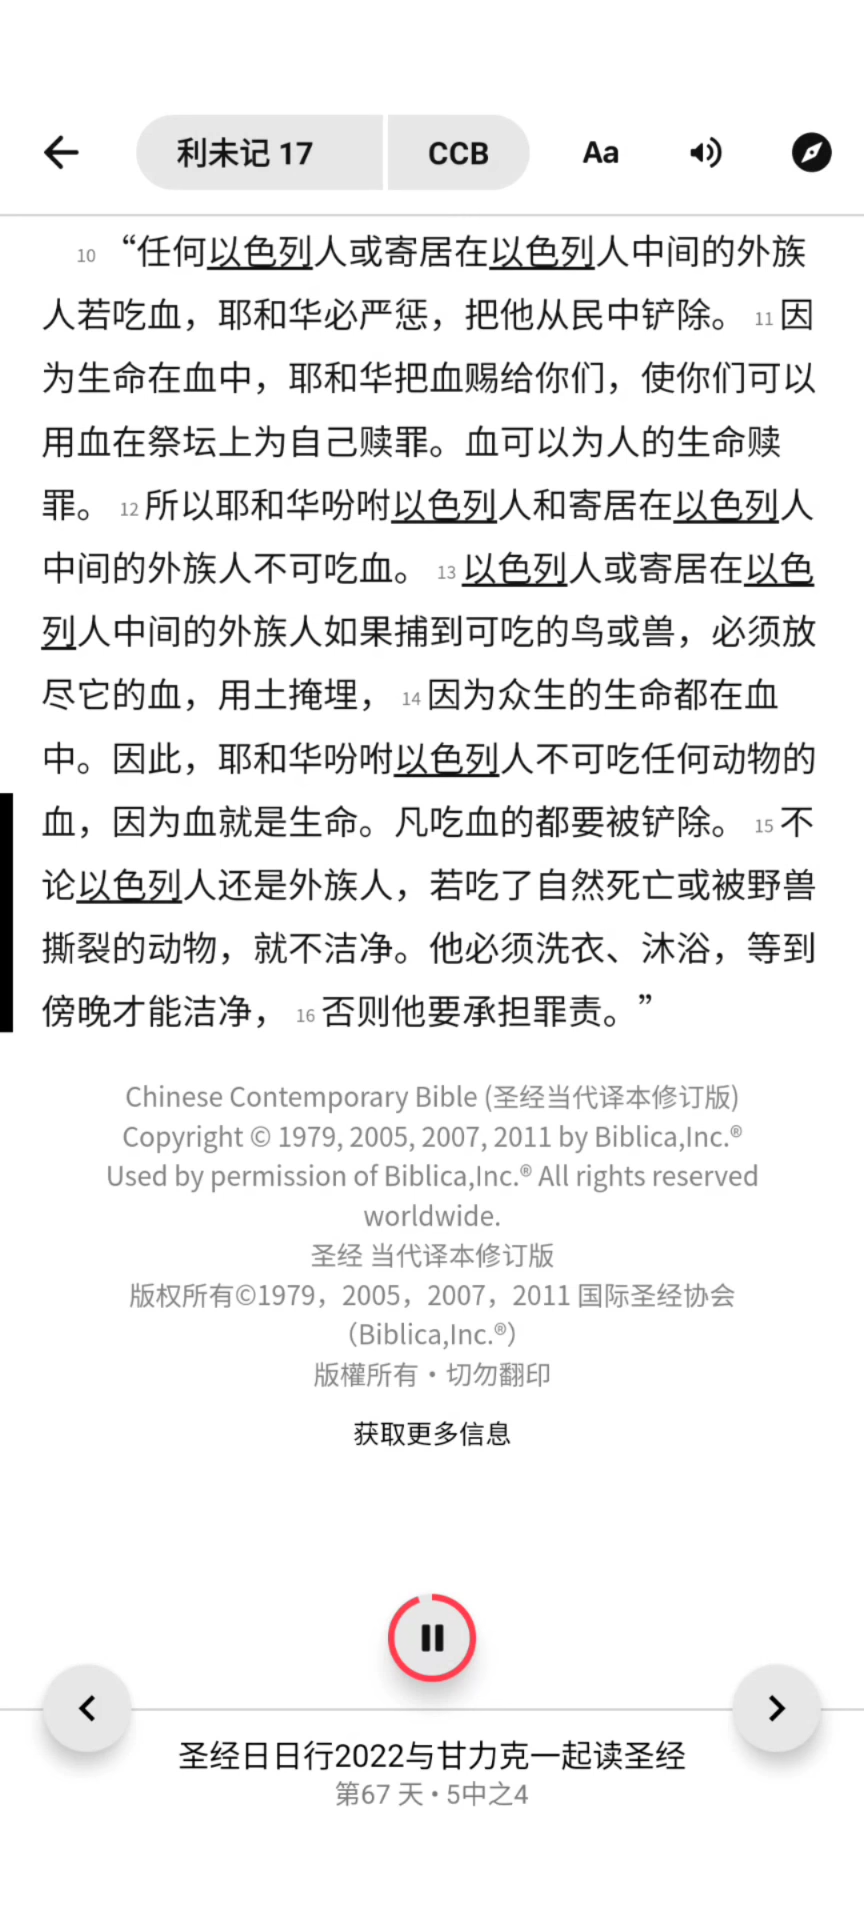 利未记 17 CCB Aa
10 “任何以色列人或寄居在以色列人中间的外族
人若吃血，耶和华必严惩，把他从民中铲除。 11 因
为生命在血中，耶和华把血赐给你们，使你们可以
用血在祭坛上为自己赎罪。血可以为人的生命赎
罪。 12 所以耶和华吩咐以色列人和寄居在以色列人
中间的外族人不可吃血。 13 以色列人或寄居在以色
列人中间的外族人如果捕到可吃的鸟或兽，必须放
尽它的血，用土掩埋， 14 因为众生的生命都在血
中。因此，耶和华吩咐以色列人不可吃任何动物的
血，因为血就是生命。凡吃血的都要被铲除。 15 不
论以色列人还是外族人，若吃了自然死亡或被野兽
撕裂的动物，就不洁净。他必须洗衣、沐浴，等到
傍晚才能洁净， 16 否则他要承担罪责。”
Chinese Contemporary Bible (圣经当代译本修订版)
Copyright © 1979, 2005, 2007, 2011 by Biblica,Inc.®
Used by permission of Biblica,Inc.® All rights reserved
worldwide.
圣经 当代译本修订版
版权所有©1979，2005，2007，2011 国际圣经协会
（Biblica,Inc.®）
版權所有・切勿翻印
获取更多信息
圣经日日行2022与甘力克一起读圣经
第67 天 • 5中之4